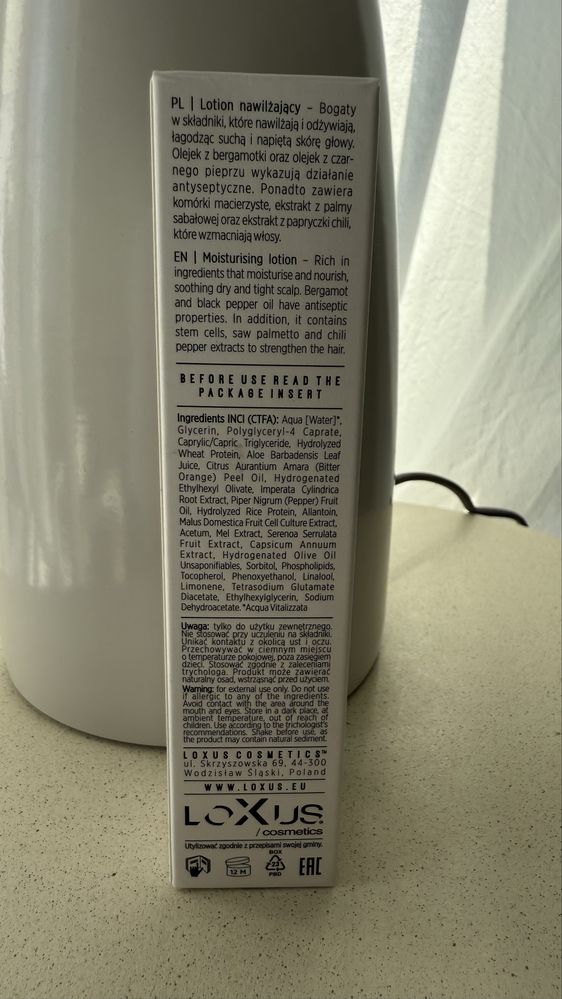 PL | Lotion nawilżający – Bogaty
w składniki, które nawilżają i odżywiają,
łagodząc suchą i napiętą skórę głowy.
Olejek z bergamotki oraz olejek z czar-
nego pieprzu wykazują działanie
antyseptyczne. Ponadto zawiera
komórki macierzyste, ekstrakt z palmy
sabałowej oraz ekstrakt z papryczki chili,
które wzmacniają włosy.
EN | Moisturising lotion – Rich in
ingredients that moisturise and nourish,
soothing dry and tight scalp. Bergamot
and black pepper oil have antiseptic
properties. In addition, it contains
stem cells, saw palmetto and chili
pepper extracts to strengthen the hair.
BEFORE USE READ THE
PACKAGE INSERT
Ingredients INCI (CTFA): Aqua [Water]*,
Glycerin, Polyglyceryl-4 Caprate,
Caprylic/Capric Triglyceride, Hydrolyzed
Wheat Protein, Aloe Barbadensis Leaf
Juice, Citrus Aurantium Amara (Bitter
Orange) Peel Oil, Hydrogenated
Ethylhexyl Olivate, Imperata Cylindrica
Root Extract, Piper Nigrum (Pepper) Fruit
Oil, Hydrolyzed Rice Protein, Allantoin,
Malus Domestica Fruit Cell Culture Extract,
Acetum, Mel Extract, Serenoa Serrulata
Fruit Extract, Capsicum Annuum
Extract, Hydrogenated Olive Oil
Unsaponifiables, Sorbitol, Phospholipids,
Tocopherol, Phenoxyethanol, Linalool,
Limonene, Tetrasodium Glutamate
Diacetate, Ethylhexylglycerin, Sodium
Dehydroacetate. *Acqua Vitalizzata
Uwaga: tylko do użytku zewnętrznego.
Nie stosować przy uczuleniu na składniki.
Unikać kontaktu z okolicą ust i oczu.
Przechowywać w ciemnym miejscu
o temperaturze pokojowej, poza zasięgiem
dzieci. Stosować zgodnie z zaleceniami
trychologa. Produkt może zawierać
naturalny osad, wstrząsnąć przed użyciem.
Warning: for external use only. Do not use
if allergic to any of the ingredients.
Avoid contact with the area around the
mouth and eyes. Store in a dark place, at
ambient temperature, out of reach of
children. Use according to the trichologist's
recommendations. Shake before use, as
the product may contain natural sediment.
LOXUS COSMETICS™
ul. Skrzyszowska 69, 44-300
Wodzisław Śląski, Poland
WWW.LOXUS.EU
LOXUS
/cosmetics
Utylizować zgodnie z przepisami swojej gminy.
BOX
12 M
23
PBD
EAC